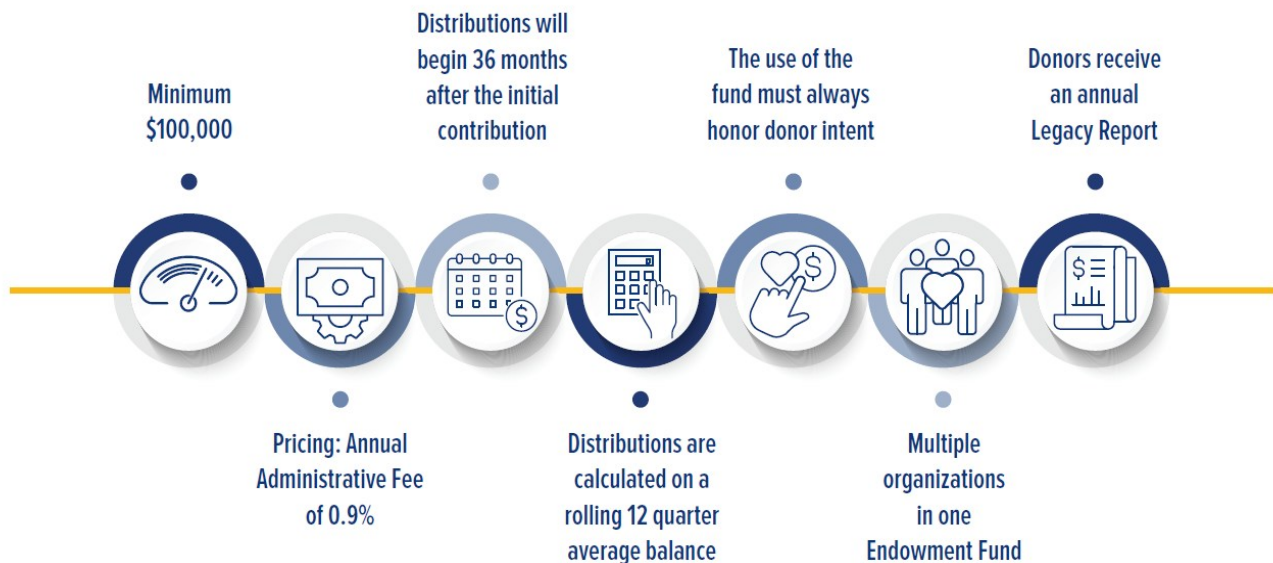 Minimum
$100,000
Pricing: Annual
Administrative Fee
of 0.9%
Distributions will
begin 36 months
after the initial
contribution
$
Distributions are
calculated on a
rolling 12 quarter
average balance
The use of the
fund must always
honor donor intent
$
Multiple
organizations
in one
Endowment Fund
Donors receive
an annual
Legacy Report
$